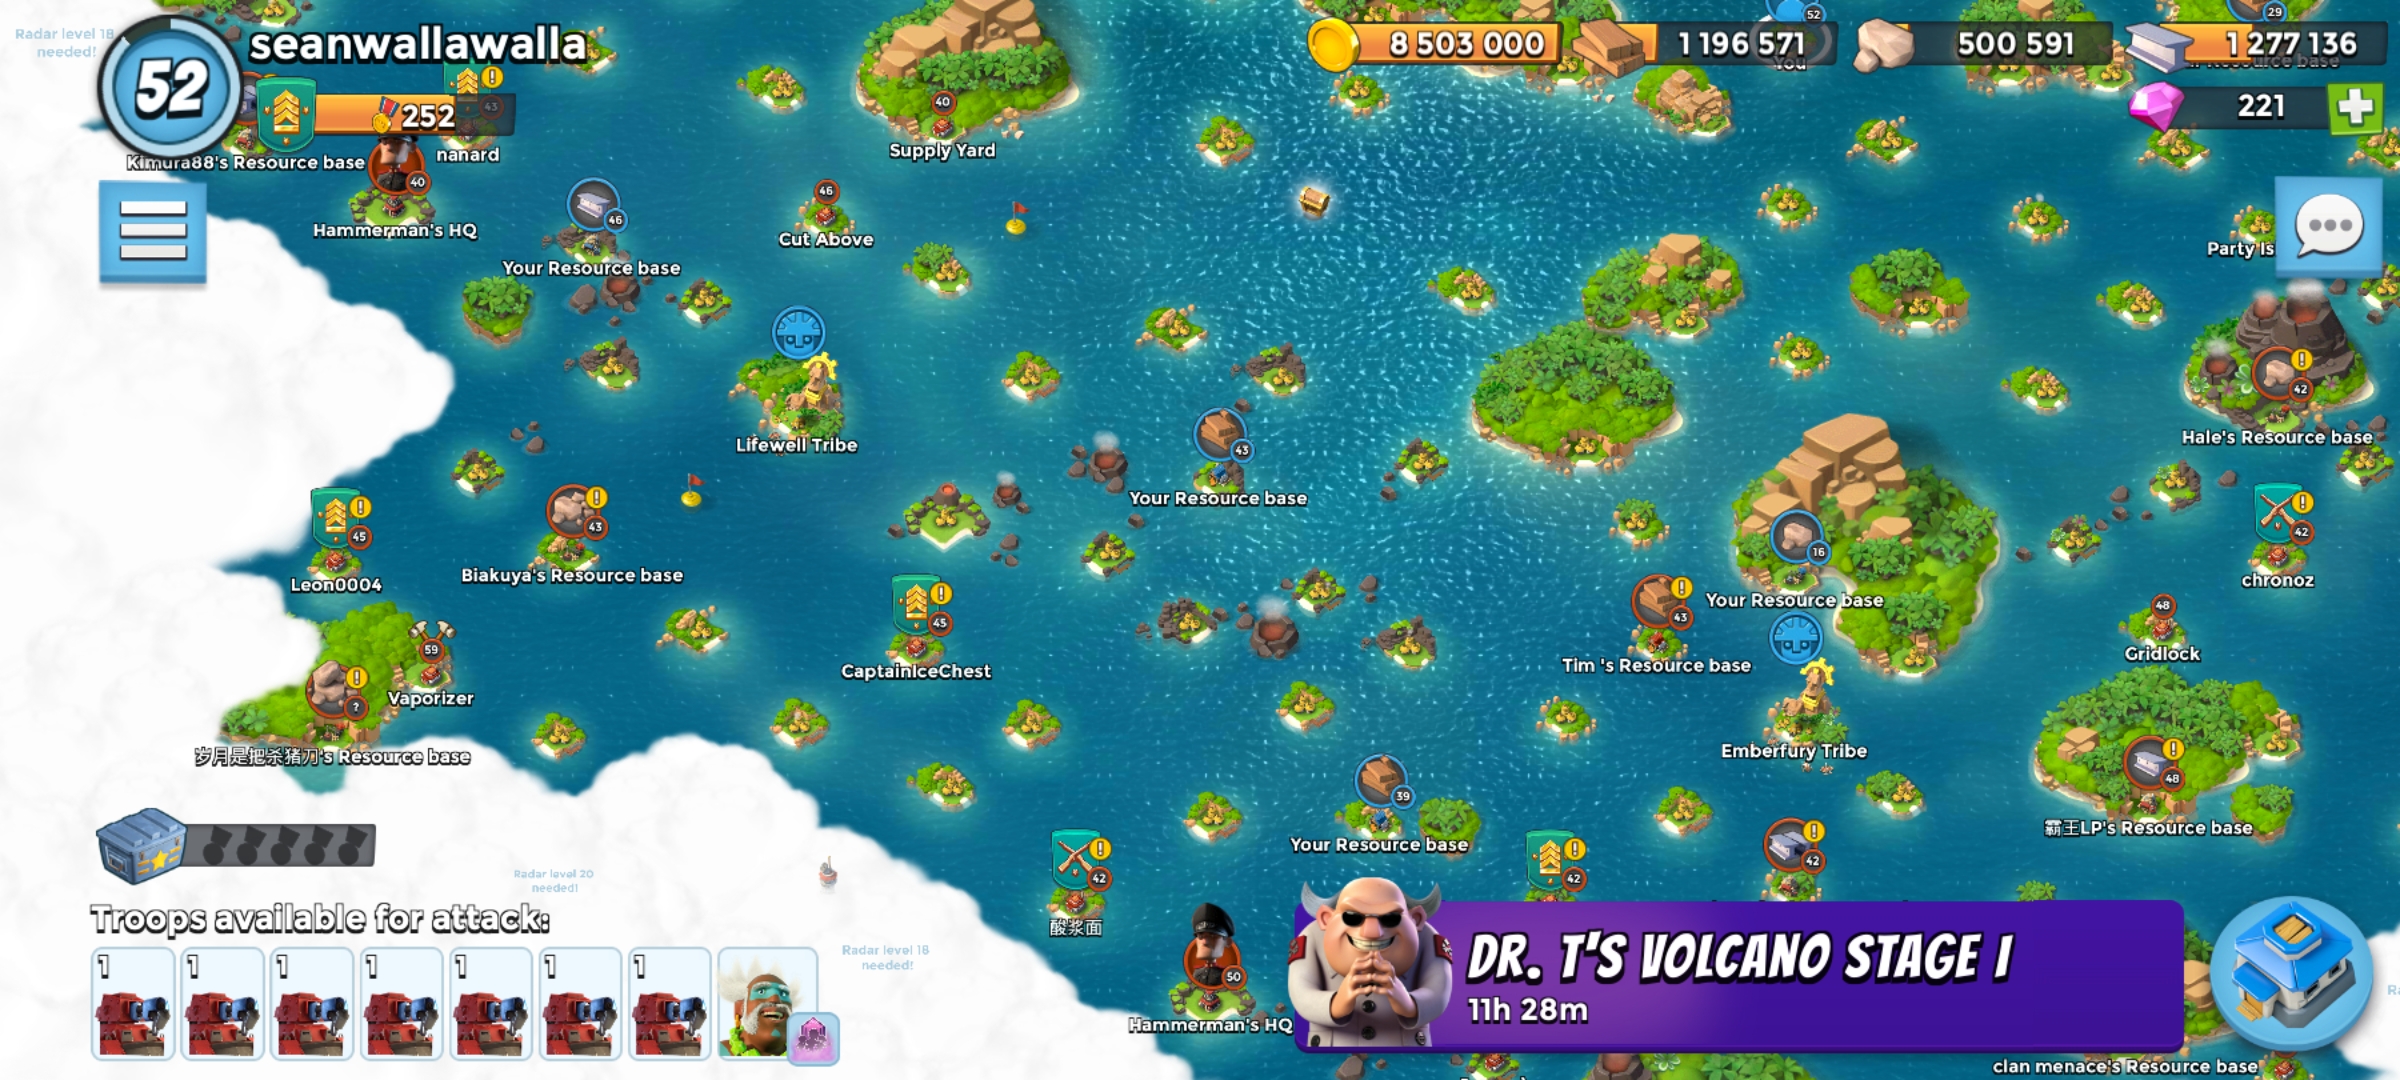 Radar level 18
needed!
52
seanwallawalla
252
8 503 000
1 196 571
500 591
1 277 136
221
52
29
You
43
nanard
Kimura88's Resource base
40
Hammerman's HQ
46
Your Resource base
40
Supply Yard
46
Cut Above
Party Is
Lifewell Tribe
43
Your Resource base
42
Hale's Resource base
45
Leon0004
43
Biakuya's Resource base
45
CaptainIceChest
16
Your Resource base
43
Tim 's Resource base
42
chronoz
48
Gridlock
59
Vaporizer
?
岁月是把杀猪刀's Resource base
Emberfury Tribe
48
霸王LP's Resource base
39
Your Resource base
42
酸浆面
42
42
Radar level 20
needed!
Troops available for attack:
1
1
1
1
1
1
1
Radar level 18
needed!
50
Hammerman's HQ
DR. T'S VOLCANO STAGE I
11h 28m
clan menace's Resource base